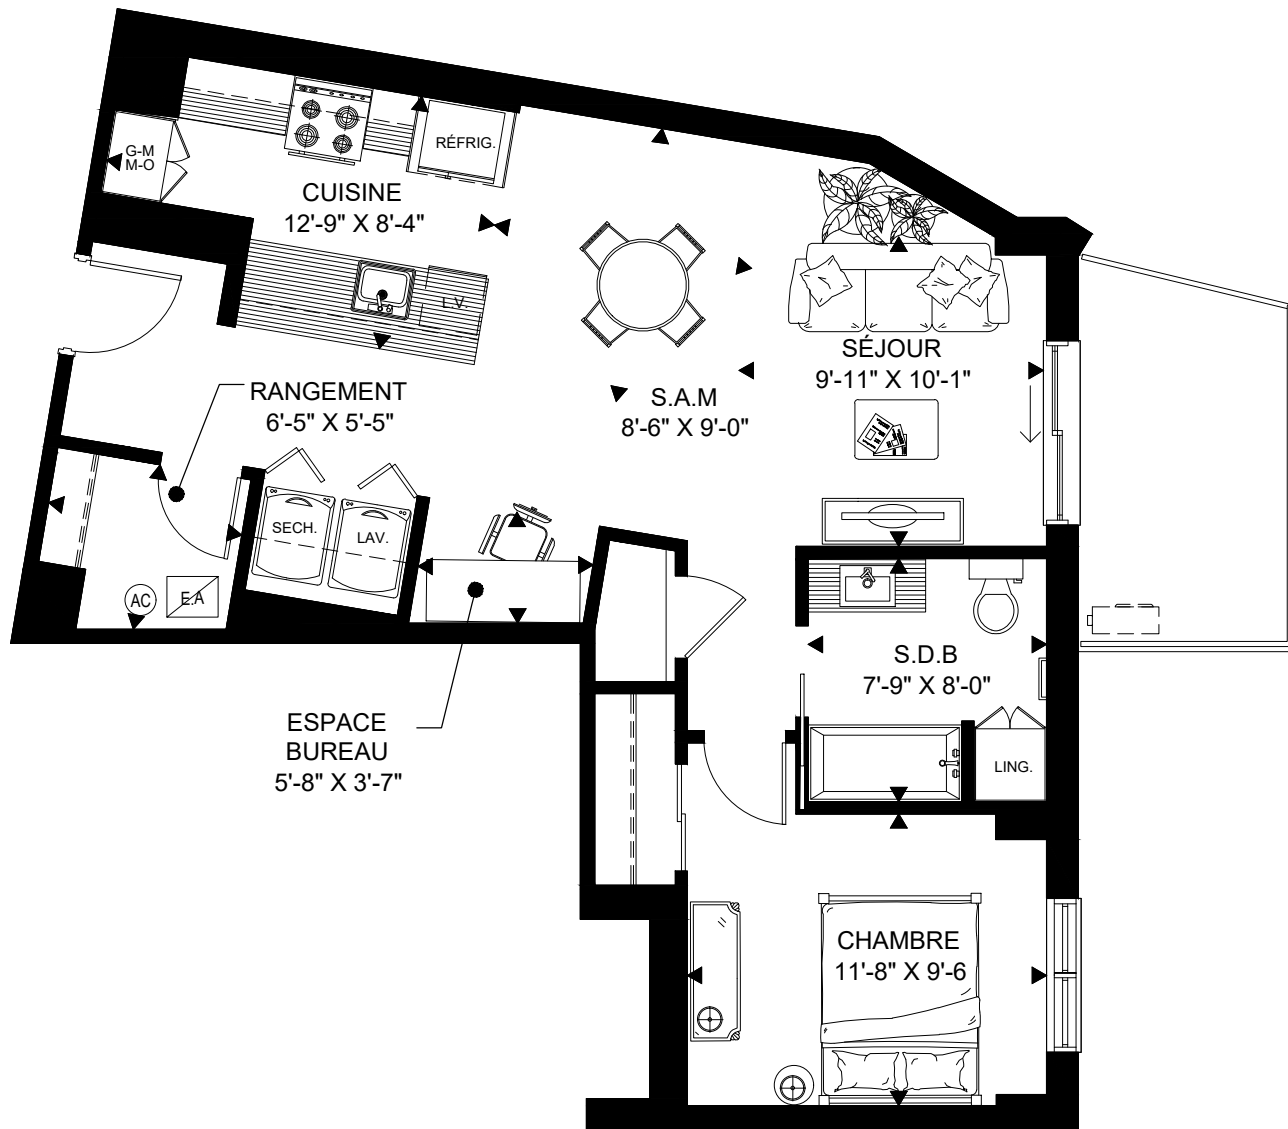 G-M
M-O
RÉFRIG.
CUISINE
12'-9" X 8'-4"
L.V.
SÉJOUR
9'-11" X 10'-1"
RANGEMENT
6'-5" X 5'-5"
S.A.M
8'-6" X 9'-0"
SECH.
LAV.
AC
E.A
S.D.B
7'-9" X 8'-0"
ESPACE
BUREAU
5'-8" X 3'-7"
LING.
CHAMBRE
11'-8" X 9'-6